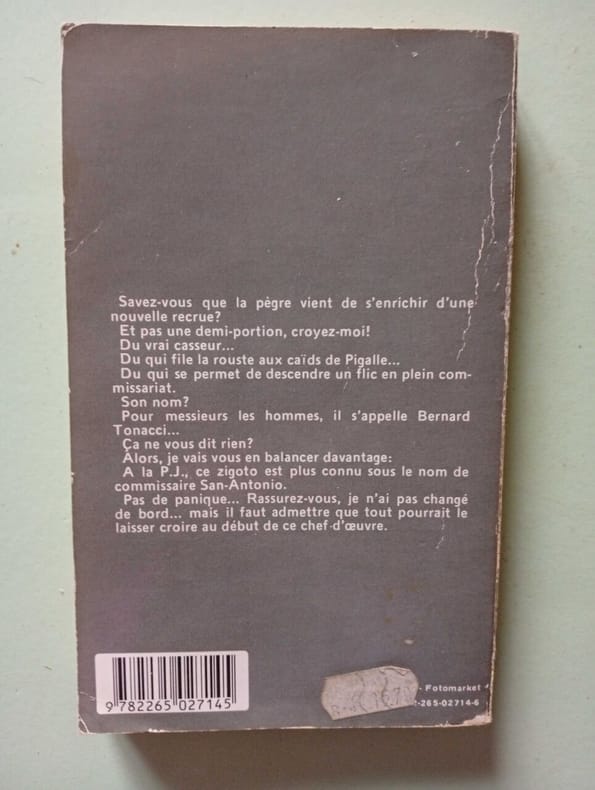 Savez-vous que la pègre vient de s'enrichir d'une
nouvelle recrue?
Et pas une demi-portion, croyez-moi!
Du vrai casseur...
Du qui file la rouste aux caïds de Pigalle...
Du qui se permet de descendre un flic en plein com-
missariat.
Son nom?
Pour messieurs les hommes, il s'appelle Bernard
Tonacci...
Ça ne vous dit rien?
Alors, je vais vous en balancer davantage:
A la P.J., ce zigoto est plus connu sous le nom de
commissaire San-Antonio.
Pas de panique... Rassurez-vous, je n'ai pas changé
de bord... mais il faut admettre que tout pourrait le
laisser croire au début de ce chef-d'œuvre.
- Fotomarket
2-265-02714-6
9 782265 027145